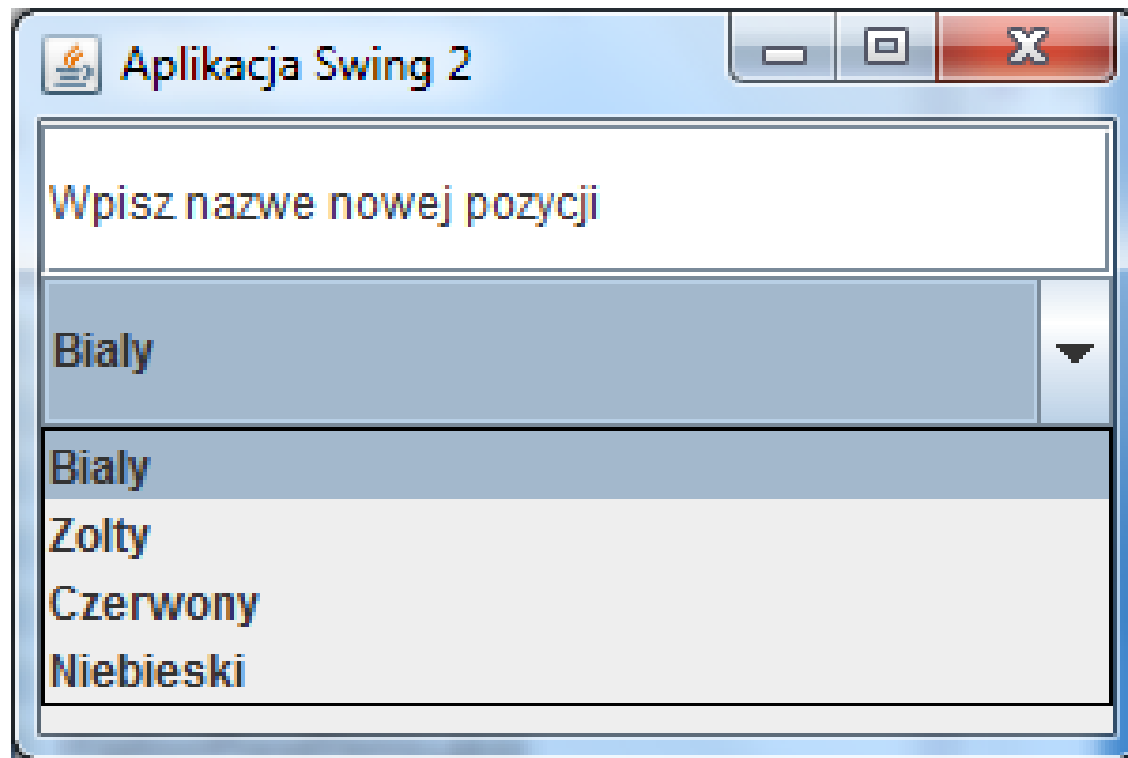 Aplikacja Swing 2
Wpisz nazwe nowej pozycji
Bialy
Bialy
Zolty
Czerwony
Niebieski